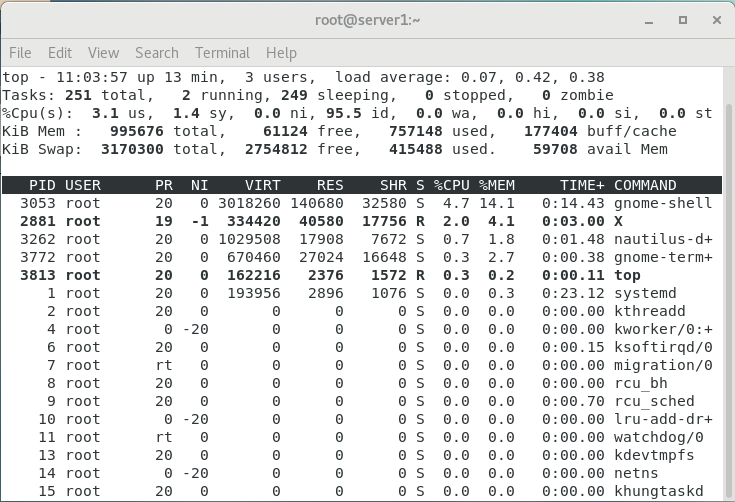 root@server1:~
File Edit View Search Terminal Help
top - 11:03:57 up 13 min,  3 users,  load average: 0.07, 0.42, 0.38
Tasks: 251 total,   2 running, 249 sleeping,   0 stopped,   0 zombie
%Cpu(s):  3.1 us,  1.4 sy,  0.0 ni, 95.5 id,  0.0 wa,  0.0 hi,  0.0 si,  0.0 st
KiB Mem :   995676 total,    61124 free,   757148 used,   177404 buff/cache
KiB Swap:  3170300 total,  2754812 free,   415488 used.    59708 avail Mem
PID USER      PR  NI    VIRT    RES    SHR S %CPU %MEM     TIME+ COMMAND
3053 root      20   0 3018260 140680  32580 S  4.7 14.1   0:14.43 gnome-shell
2881 root      19  -1  334420  40580  17756 R  2.0  4.1   0:03.00 X
3262 root      20   0 1029508  17908   7672 S  0.7  1.8   0:01.48 nautilus-d+
3772 root      20   0  670460  27024  16648 S  0.3  2.7   0:00.38 gnome-term+
3813 root      20   0  162216   2376   1572 R  0.3  0.2   0:00.11 top
1 root      20   0  193956   2896   1076 S  0.0  0.3   0:23.12 systemd
2 root      20   0       0      0      0 S  0.0  0.0   0:00.00 kthreadd
4 root       0 -20       0      0      0 S  0.0  0.0   0:00.00 kworker/0:+
6 root      20   0       0      0      0 S  0.0  0.0   0:00.15 ksoftirqd/0
7 root      rt   0       0      0      0 S  0.0  0.0   0:00.00 migration/0
8 root      20   0       0      0      0 S  0.0  0.0   0:00.00 rcu_bh
9 root      20   0       0      0      0 S  0.0  0.0   0:00.70 rcu_sched
10 root       0 -20       0      0      0 S  0.0  0.0   0:00.00 lru-add-dr+
11 root      rt   0       0      0      0 S  0.0  0.0   0:00.00 watchdog/0
13 root      20   0       0      0      0 S  0.0  0.0   0:00.00 kdevtmpfs
14 root       0 -20       0      0      0 S  0.0  0.0   0:00.00 netns
15 root      20   0       0      0      0 S  0.0  0.0   0:00.00 khungtaskd